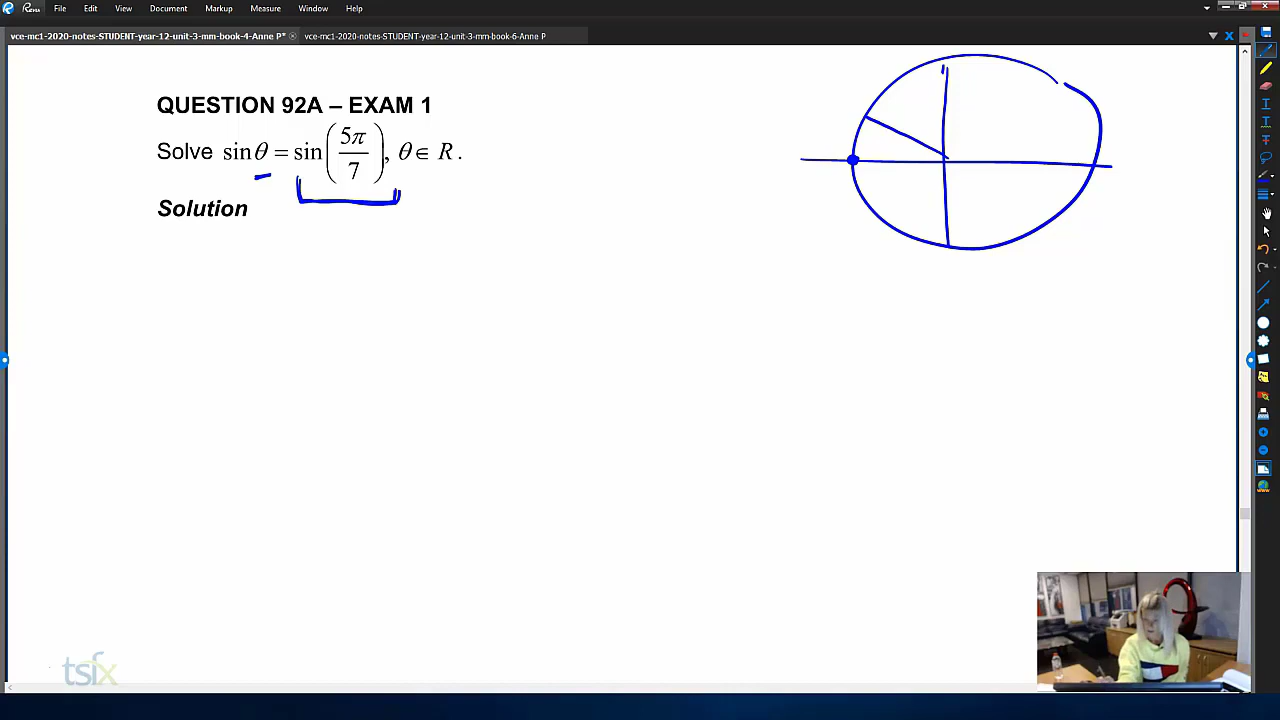 File Edit View Document Markup Measure Window Help
vce-mc1-2020-notes-STUDENT-year-12-unit-3-mm-book-4-Anne P* vce-mc1-2020-notes-STUDENT-year-12-unit-3-mm-book-6-Anne P
QUESTION 92A – EXAM 1
Solve sin θ = sin(5π/7), θ ∈ R.
Solution
tsfx